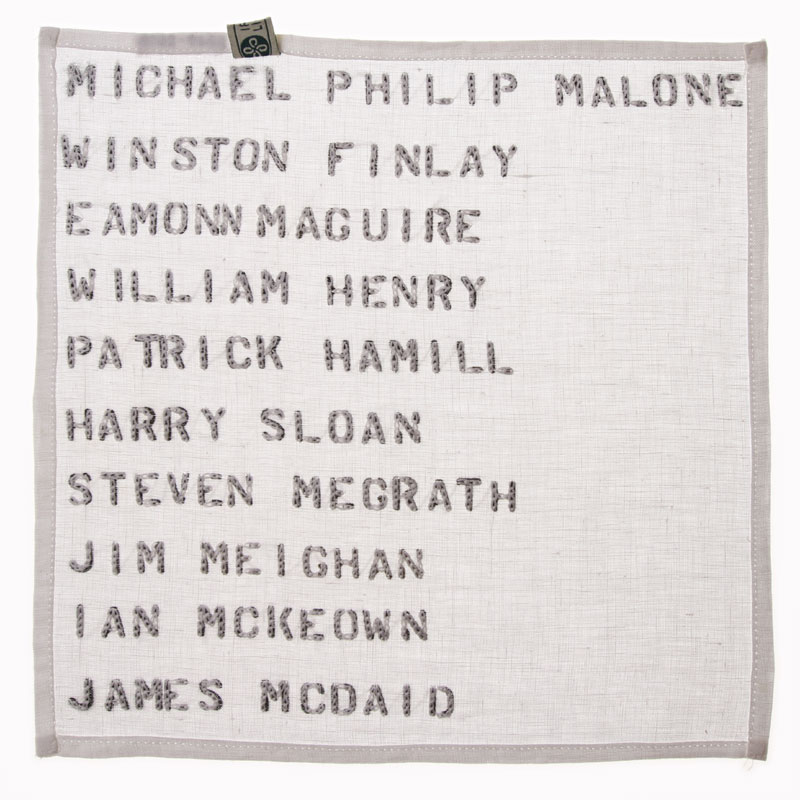 MICHAEL PHILIP MALONE
WINSTON FINLAY
EAMONN MAGUIRE
WILLIAM HENRY
PATRICK HAMILL
HARRY SLOAN
STEVEN MEGRATH
JIM MEIGHAN
IAN MCKEOWN
JAMES MCDAID